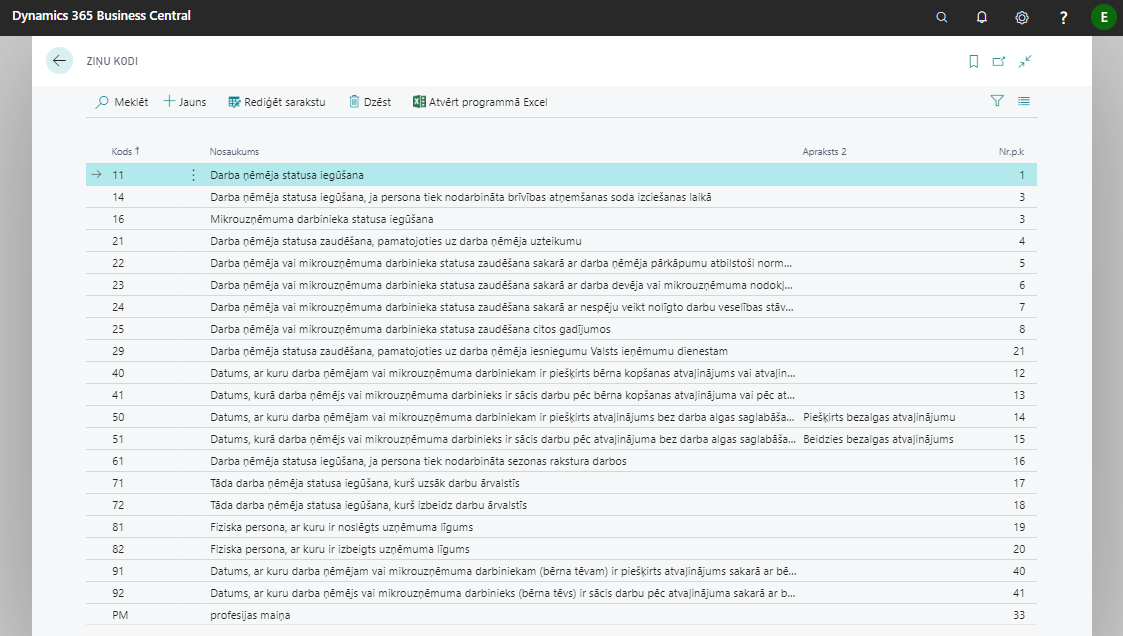 Dynamics 365 Business Central
? E
ZIŅU KODI
Meklēt Jauns Rediģēt sarakstu Dzēst Atvērt programmā Excel
Kods ↑ Nosaukums Apraksts 2 Nr.p.k
11 Darba ņēmēja statusa iegūšana 1
14 Darba ņēmēja statusa iegūšana, ja persona tiek nodarbināta brīvības atņemšanas soda izciešanas laikā 3
16 Mikrouzņēmuma darbinieka statusa iegūšana 3
21 Darba ņēmēja statusa zaudēšana, pamatojoties uz darba ņēmēja uzteikumu 4
22 Darba ņēmēja vai mikrouzņēmuma darbinieka statusa zaudēšana sakarā ar darba ņēmēja pārkāpumu atbilstoši norm... 5
23 Darba ņēmēja vai mikrouzņēmuma darbinieka statusa zaudēšana sakarā ar darba devēja vai mikrouzņēmuma nodokļ... 6
24 Darba ņēmēja vai mikrouzņēmuma darbinieka statusa zaudēšana sakarā ar nespēju veikt nolīgto darbu veselības stāv... 7
25 Darba ņēmēja vai mikrouzņēmuma darbinieka statusa zaudēšana citos gadījumos 8
29 Darba ņēmēja statusa zaudēšana, pamatojoties uz darba ņēmēja iesniegumu Valsts ieņēmumu dienestam 21
40 Datums, ar kuru darba ņēmējam vai mikrouzņēmuma darbiniekam ir piešķirts bērna kopšanas atvaļinājums vai atvaļin... 12
41 Datums, kurā darba ņēmējs vai mikrouzņēmuma darbinieks ir sācis darbu pēc bērna kopšanas atvaļinājuma vai pēc at... 13
50 Datums, ar kuru darba ņēmējam vai mikrouzņēmuma darbiniekam ir piešķirts atvaļinājums bez darba algas saglabāša... Piešķirts bezalgas atvaļinājumu 14
51 Datums, kurā darba ņēmējs vai mikrouzņēmuma darbinieks ir sācis darbu pēc atvaļinājuma bez darba algas saglabāša... Beidzies bezalgas atvaļinājums 15
61 Darba ņēmēja statusa iegūšana, ja persona tiek nodarbināta sezonas rakstura darbos 16
71 Tāda darba ņēmēja statusa iegūšana, kurš uzsāk darbu ārvalstīs 17
72 Tāda darba ņēmēja statusa iegūšana, kurš izbeidz darbu ārvalstīs 18
81 Fiziska persona, ar kuru ir noslēgts uzņēmuma līgums 19
82 Fiziska persona, ar kuru ir izbeigts uzņēmuma līgums 20
91 Datums, ar kuru darba ņēmējam vai mikrouzņēmuma darbiniekam (bērna tēvam) ir piešķirts atvaļinājums sakarā ar bē... 40
92 Datums, ar kuru darba ņēmējs vai mikrouzņēmuma darbinieks (bērna tēvs) ir sācis darbu pēc atvaļinājuma sakarā ar b... 41
PM profesijas maiņa 33